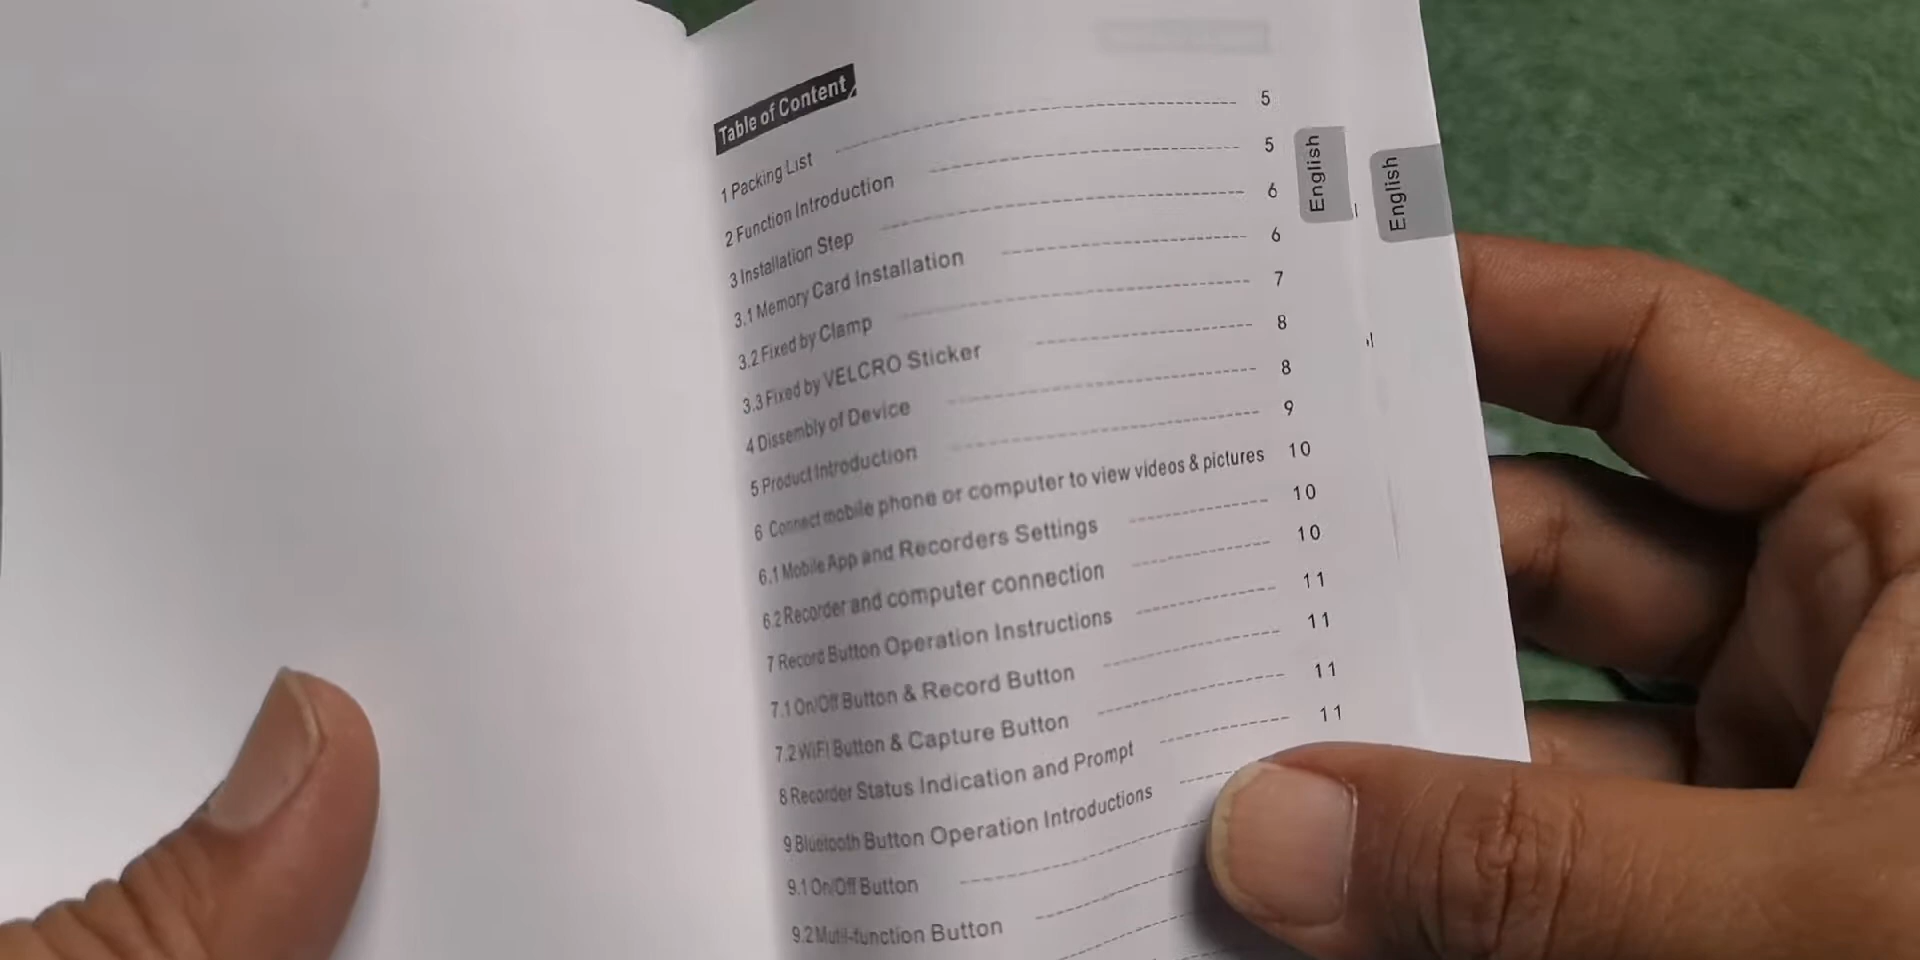 Table of Content
1 Packing List 5
2 Function Introduction 5
3 Installation Step 6
3.1 Memory Card Installation 6
3.2 Fixed by Clamp 7
3.3 Fixed by VELCRO Sticker 8
4 Dissembly of Device 8
5 Product Introduction 9
6 Connect mobile phone or computer to view videos & pictures 10
6.1 Mobile App and Recorders Settings 10
6.2 Recorder and computer connection 10
7 Record Button Operation Instructions 11
7.1 On/Off Button & Record Button 11
7.2 WiFi Button & Capture Button 11
8 Recorder Status Indication and Prompt 11
9 Bluetooth Button Operation Introductions
9.1 On/Off Button
9.2 Mutil-function Button
English
English